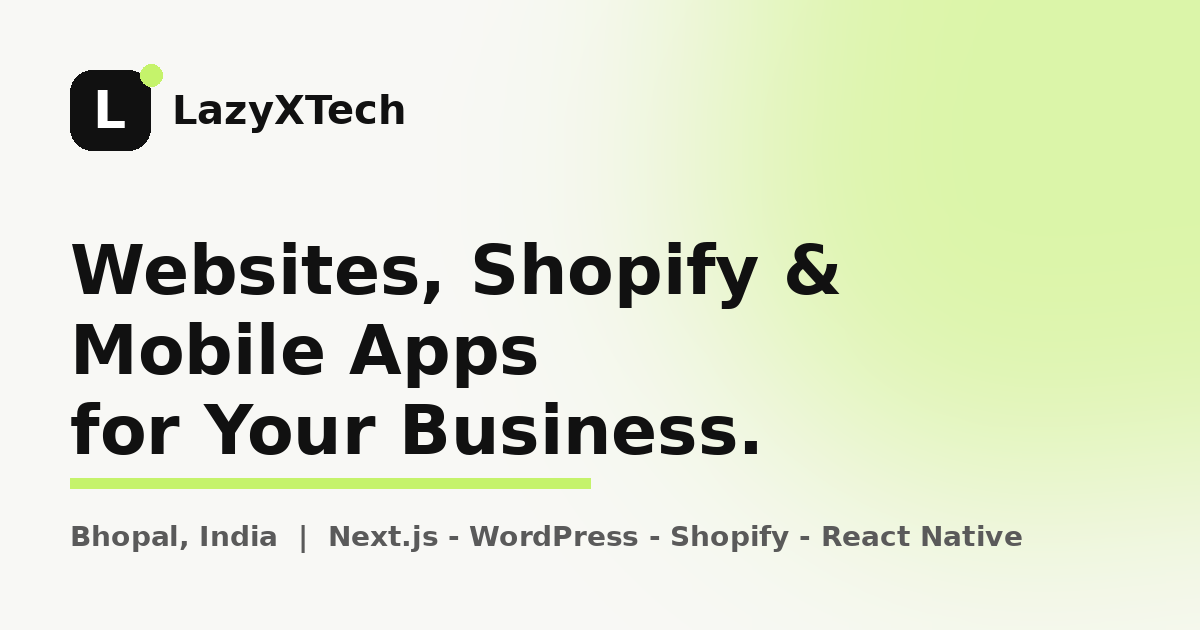 L
LazyXTech
Websites, Shopify &
Mobile Apps
for Your Business.
Bhopal, India | Next.js - WordPress - Shopify - React Native